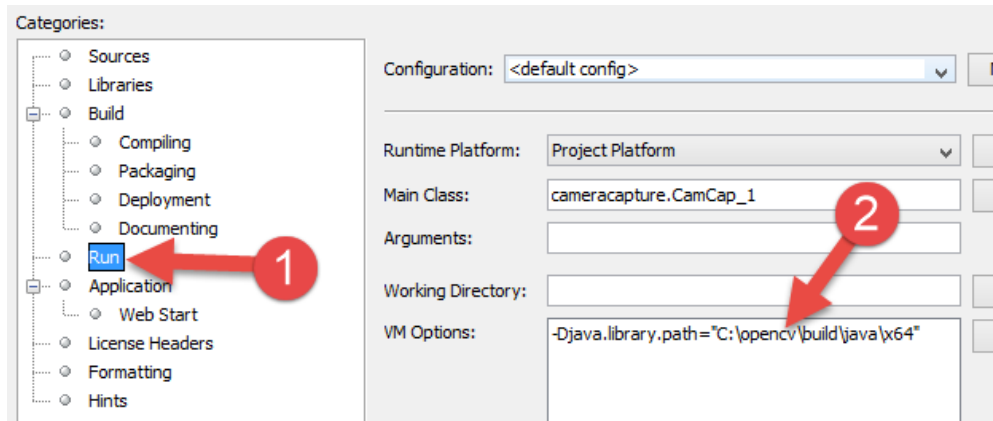 Categories:
Sources
Libraries
Build
Compiling
Packaging
Deployment
Documenting
Run
Application
Web Start
License Headers
Formatting
Hints
1
Configuration: <default config>
Runtime Platform: Project Platform
Main Class: cameracapture.CamCap_1
2
Arguments:
Working Directory:
VM Options: -Djava.library.path="C:\opencv\build\java\x64"